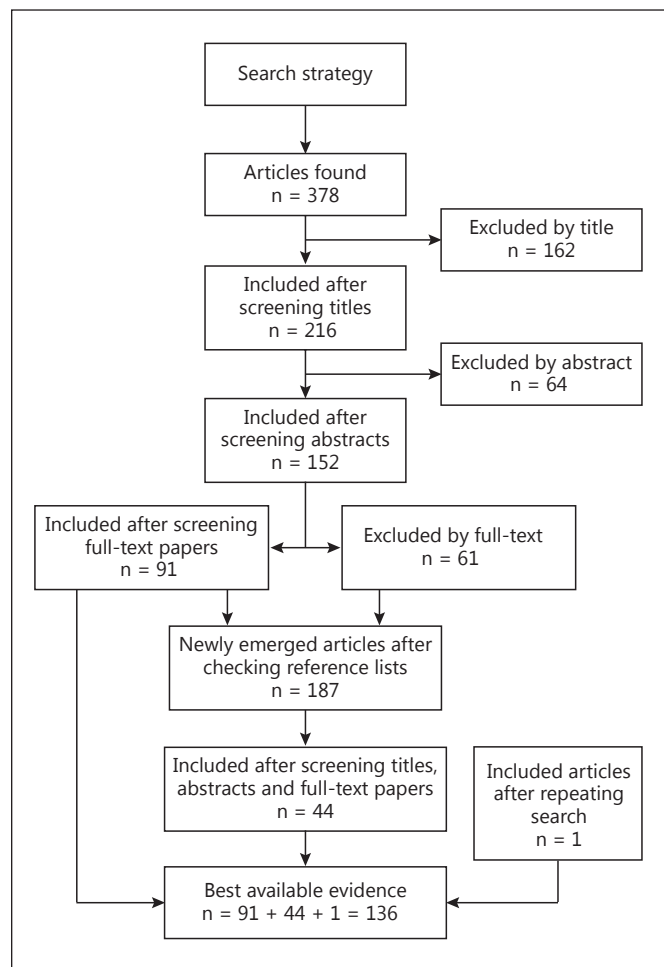 Search strategy
Articles found
n = 378
Excluded by title
n = 162
Included after
screening titles
n = 216
Excluded by abstract
n = 64
Included after
screening abstracts
n = 152
Included after screening
full-text papers
n = 91
Excluded by full-text
n = 61
Newly emerged articles after
checking reference lists
n = 187
Included after screening titles,
abstracts and full-text papers
n = 44
Included articles
after repeating
search
n = 1
Best available evidence
n = 91 + 44 + 1 = 136